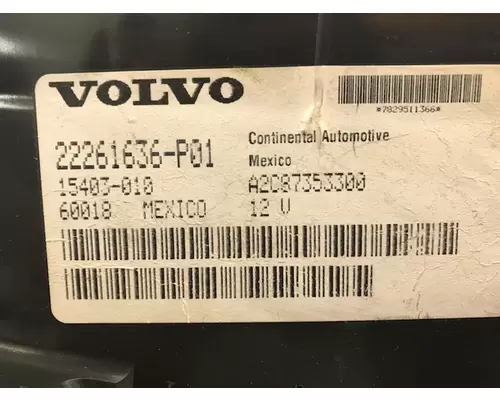 VOLVO
*7829511366*
22261636-P01
Continental Automotive
Mexico
15403-010
A2C87353300
60018 MEXICO
12 V